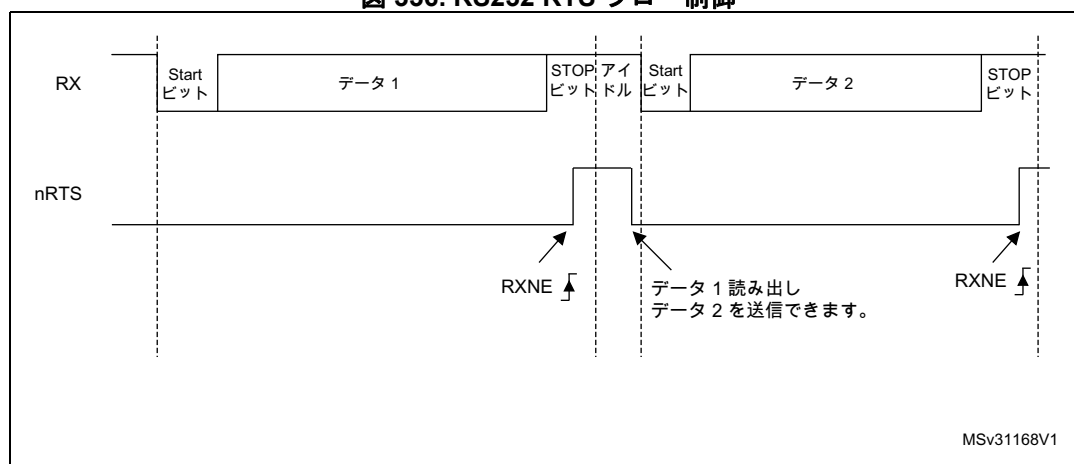 RX
Start
ビット
データ 1
STOP
ビット
アイ
ドル
Start
ビット
データ 2
STOP
ビット
nRTS
RXNE
データ 1 読み出し
データ 2 を送信できます。
RXNE
MSv31168V1